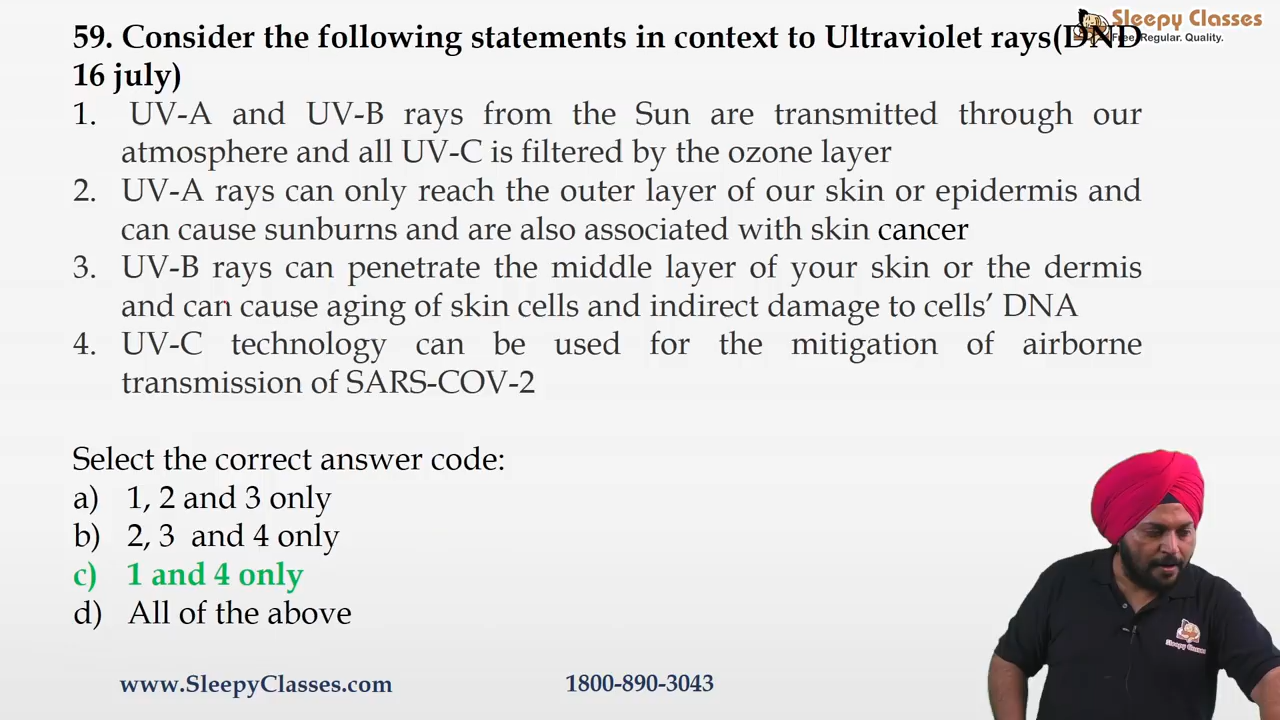 Sleepy Classes
Free. Regular. Quality.
59. Consider the following statements in context to Ultraviolet rays(DND
16 july)
1. UV-A and UV-B rays from the Sun are transmitted through our
atmosphere and all UV-C is filtered by the ozone layer
2. UV-A rays can only reach the outer layer of our skin or epidermis and
can cause sunburns and are also associated with skin cancer
3. UV-B rays can penetrate the middle layer of your skin or the dermis
and can cause aging of skin cells and indirect damage to cells’ DNA
4. UV-C technology can be used for the mitigation of airborne
transmission of SARS-COV-2
Select the correct answer code:
a) 1, 2 and 3 only
b) 2, 3 and 4 only
c) 1 and 4 only
d) All of the above
Sleepy Classes
www.SleepyClasses.com 1800-890-3043